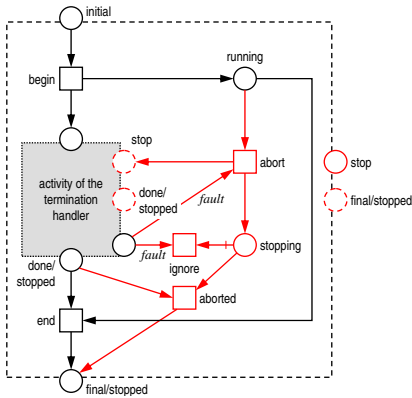 initial
running
begin
stop
abort
stop
activity of the
termination
handler
done/
stopped
fault
final/stopped
fault
stopping
done/
stopped
ignore
aborted
end
final/stopped